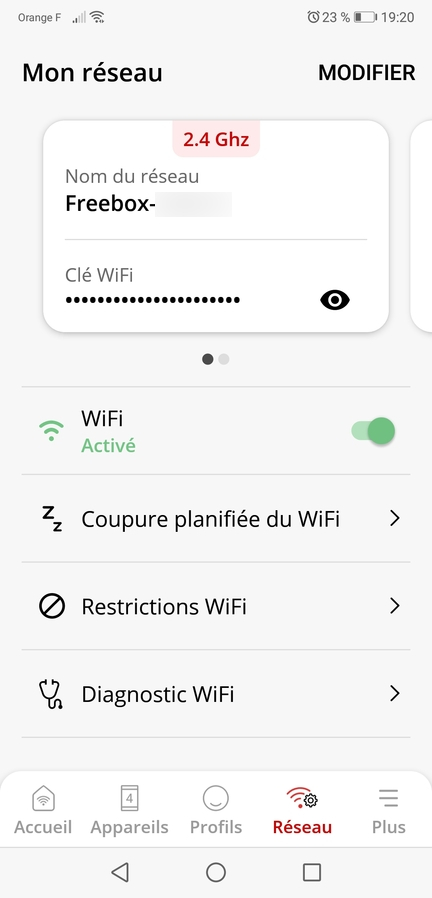 Orange F 23 % 19:20
Mon réseau MODIFIER
2.4 Ghz
Nom du réseau
Freebox-
Clé WiFi
••••••••••••••••••••••
WiFi
Activé
Coupure planifiée du WiFi
Restrictions WiFi
Diagnostic WiFi
4
Accueil Appareils Profils Réseau Plus